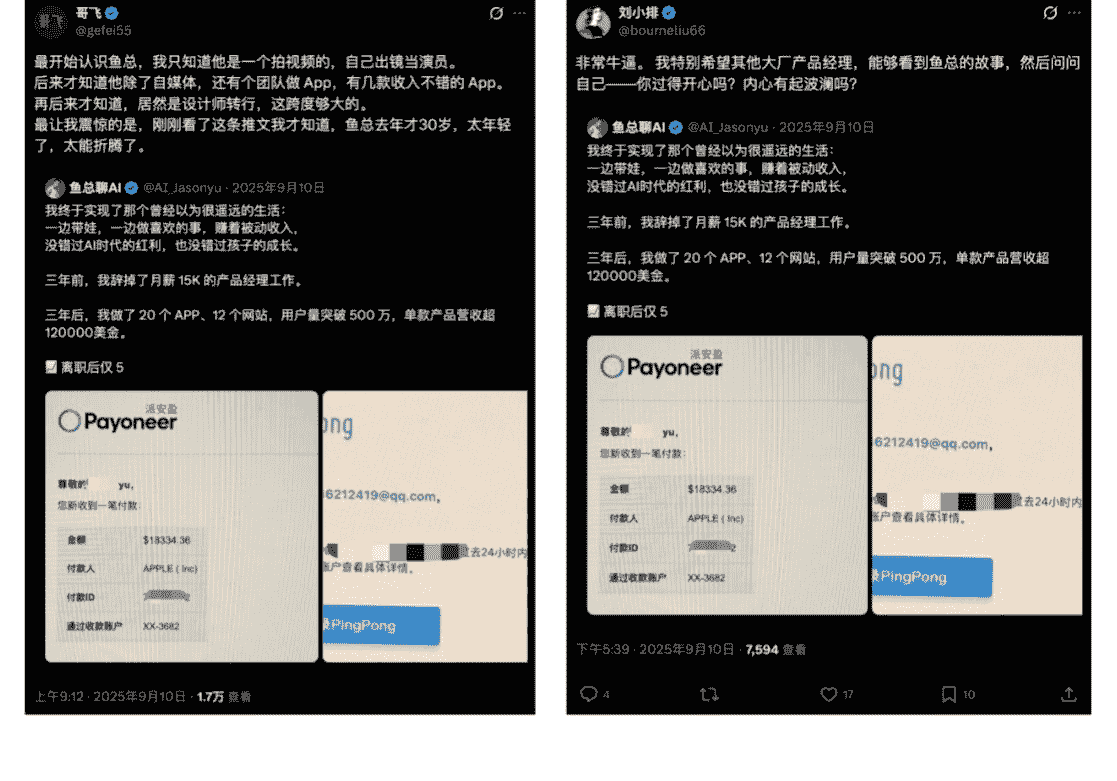 哥飞
@gefei55
最开始认识鱼总，我只知道他是一个拍视频的，自己出镜当演员。
后来才知道他除了自媒体，还有个团队做 App，有几款收入不错的 App。
再后来才知道，居然是设计师转行，这跨度够大的。
最让我震惊的是，刚刚看了这条推文我才知道，鱼总去年才30岁，太年轻
了，太能折腾了。
鱼总聊AI @AI_Jasonyu · 2025年9月10日
我终于实现了那个曾经以为很遥远的生活：
一边带娃，一边做喜欢的事，赚着被动收入，
没错过AI时代的红利，也没错过孩子的成长。
三年前，我辞掉了月薪 15K 的产品经理工作。
三年后，我做了 20 个 APP、12 个网站，用户量突破 500 万，单款产品营收超
120000美金。
离职后仅 5
派安盈
Payoneer
尊敬的 yu,
您新收到一笔付款：
金额 $18334.36
付款人 APPLE ( Inc)
付款ID
通过收款账户 XX-3682
ong
6212419@qq.com,
过去24小时内
账户查看具体详情。
录PingPong
上午9:12 · 2025年9月10日 · 1.7万 查看
刘小排
@bourneliu66
非常牛逼。 我特别希望其他大厂产品经理，能够看到鱼总的故事，然后问问
自己——你过得开心吗？内心有起波澜吗？
鱼总聊AI @AI_Jasonyu · 2025年9月10日
我终于实现了那个曾经以为很遥远的生活：
一边带娃，一边做喜欢的事，赚着被动收入，
没错过AI时代的红利，也没错过孩子的成长。
三年前，我辞掉了月薪 15K 的产品经理工作。
三年后，我做了 20 个 APP、12 个网站，用户量突破 500 万，单款产品营收超
120000美金。
离职后仅 5
派安盈
Payoneer
尊敬的 yu,
您新收到一笔付款：
金额 $18334.36
付款人 APPLE ( Inc)
付款ID
通过收款账户 XX-3682
ong
6212419@qq.com,
过去24小时内
账户查看具体详情。
录PingPong
下午5:39 · 2025年9月10日 · 7,594 查看
4
17
10